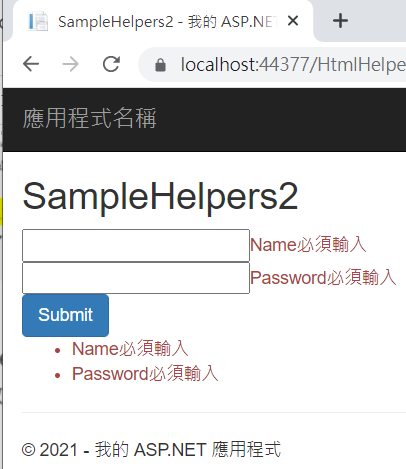 SampleHelpers2 - 我的 ASP.NET
localhost:44377/HtmlHelpe
應用程式名稱
SampleHelpers2
Name必須輸入
Password必須輸入
Submit
Name必須輸入
Password必須輸入
© 2021 - 我的 ASP.NET 應用程式